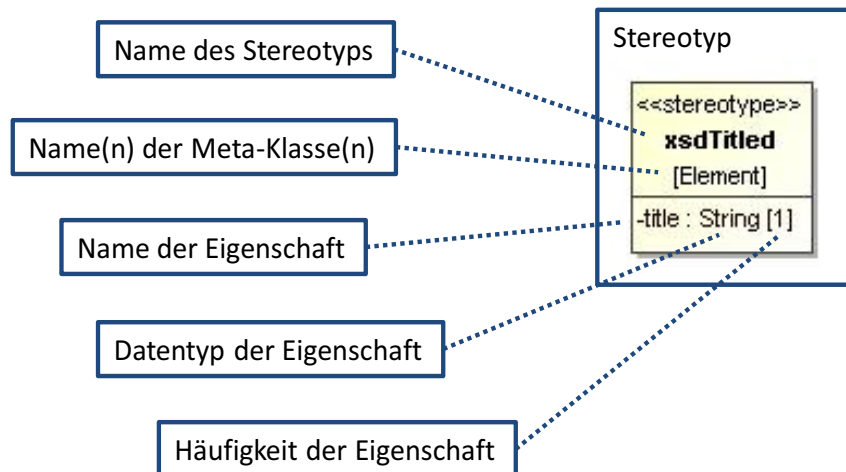 Name des Stereotyps
Name(n) der Meta-Klasse(n)
Name der Eigenschaft
Datentyp der Eigenschaft
Häufigkeit der Eigenschaft
Stereotyp
<<stereotype>>
xsdTitled
[Element]
-title : String [1]